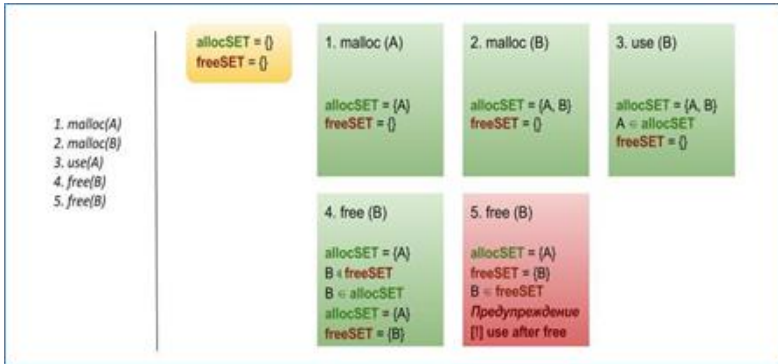 allocSET = {}
freeSET = {}
1. malloc(A)
2. malloc(B)
3. use(A)
4. free(B)
5. free(B)
1. malloc (A)
allocSET = {A}
freeSET = {}
2. malloc (B)
allocSET = {A, B}
freeSET = {}
3. use (B)
allocSET = {A, B}
A ∈ allocSET
freeSET = {}
4. free (B)
allocSET = {A}
B ∉ freeSET
B ∈ allocSET
allocSET = {A}
freeSET = {B}
5. free (B)
allocSET = {A}
freeSET = {B}
B ∈ freeSET
Предупреждение
[!] use after free